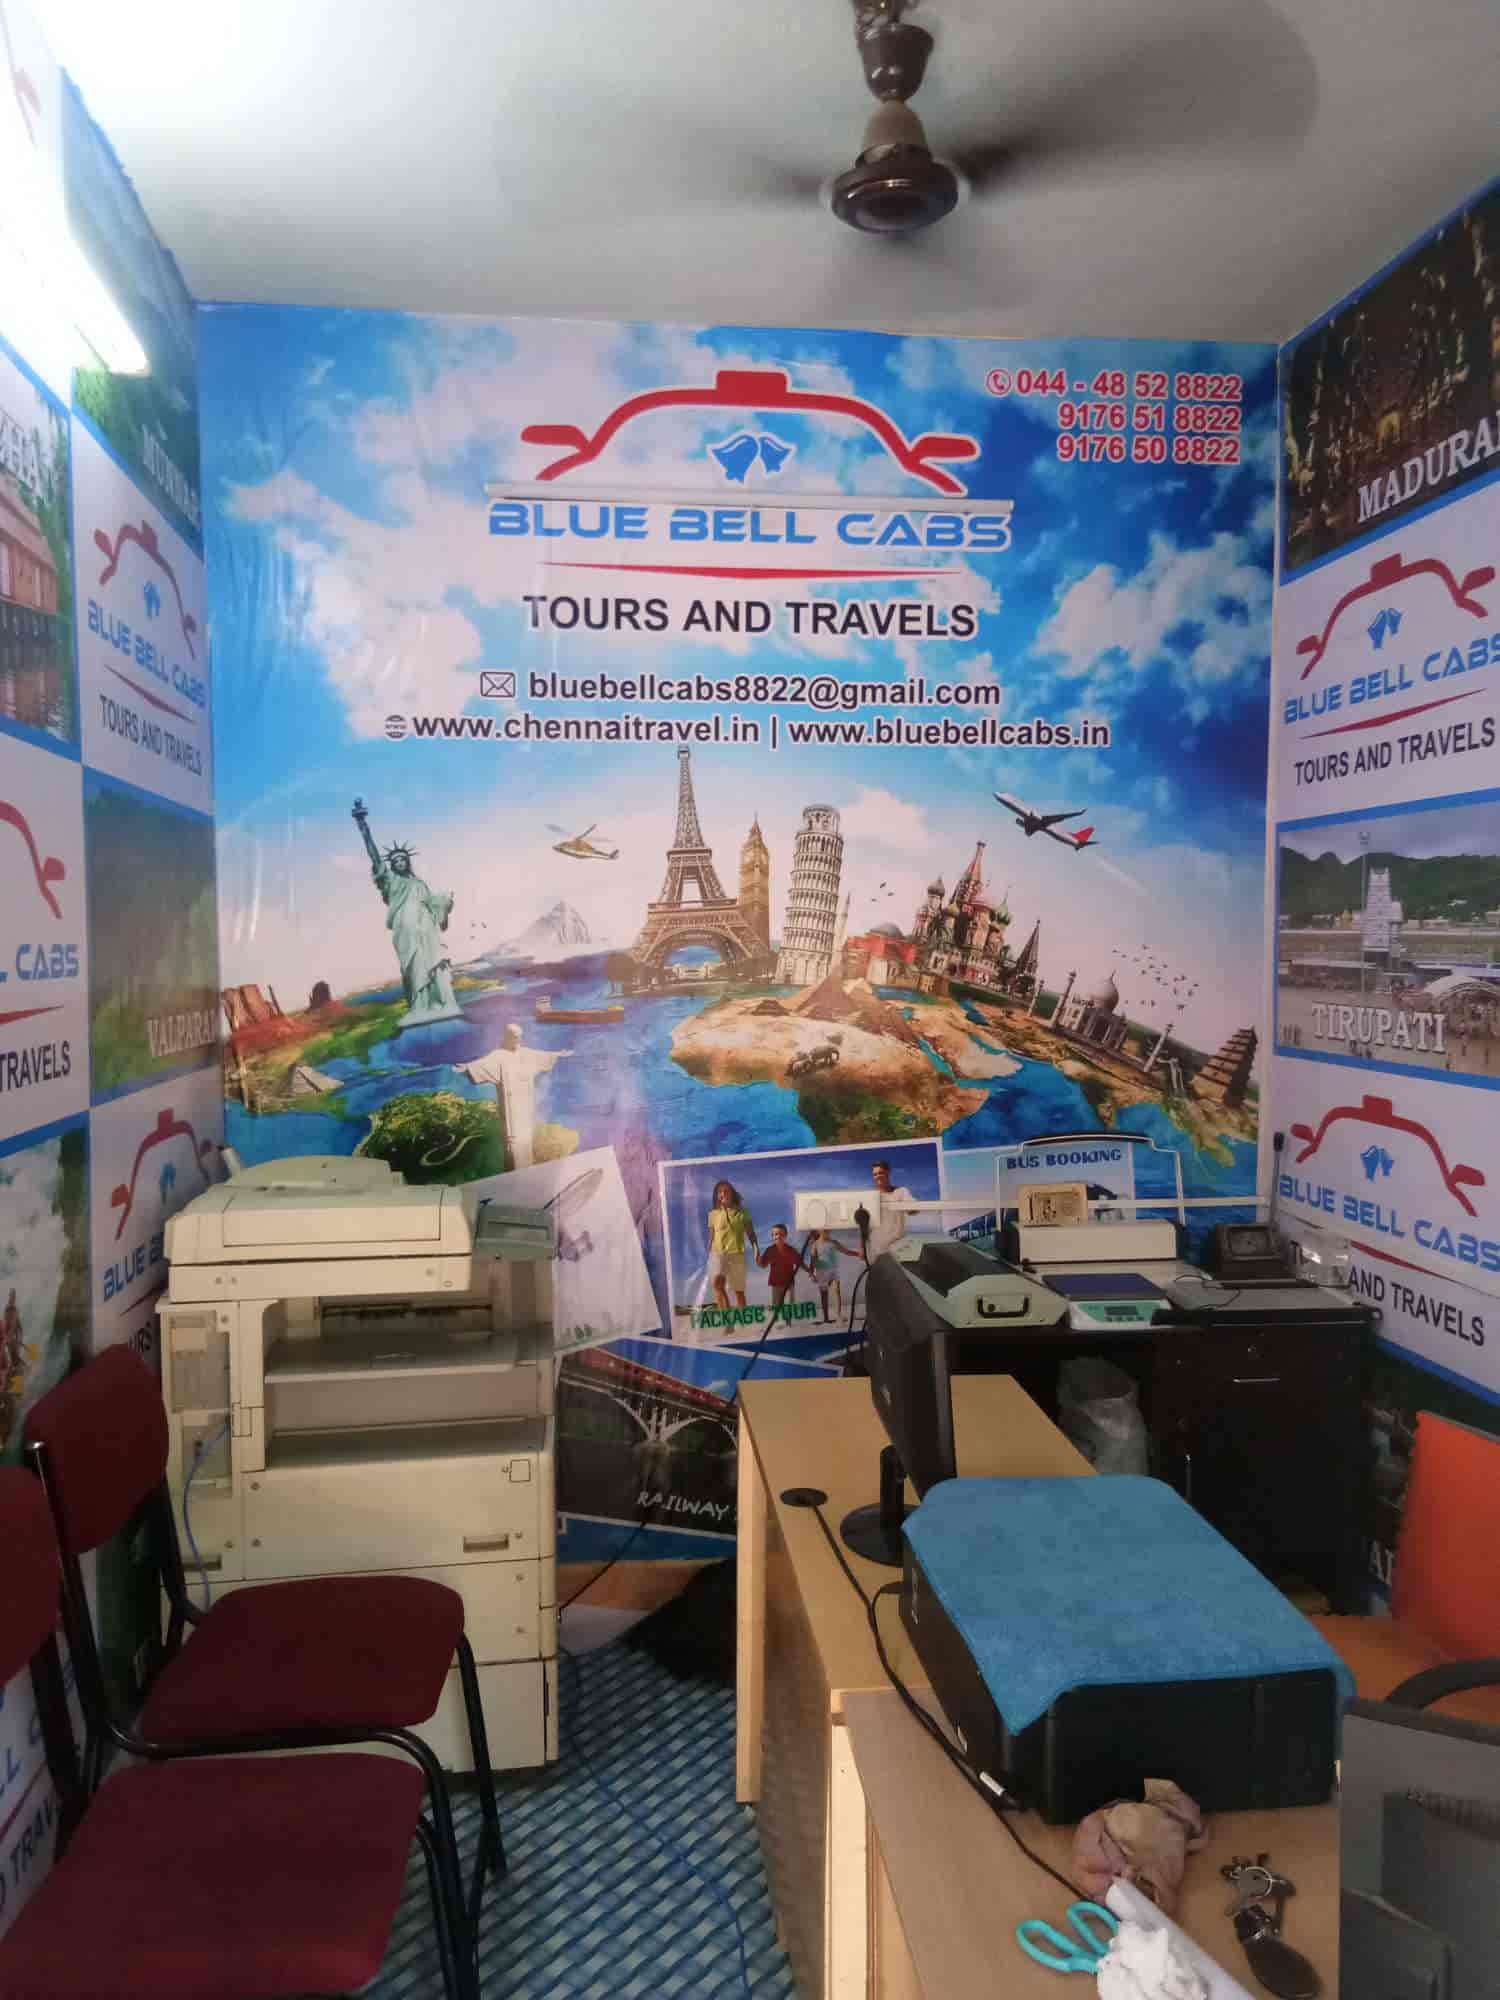 044 - 48 52 8822
9176 51 8822
9176 50 8822
BLUE BELL CABS
TOURS AND TRAVELS
bluebellcabs8822@gmail.com
www.chennaitravel.in | www.bluebellcabs.in
BUS BOOKING
PACKAGE TOUR
RAILWAY
BLUE BELL CABS
TOURS AND TRAVELS
VALPARAI
L CABS
TRAVELS
BLUE
MADURAI
BLUE BELL CABS
TOURS AND TRAVELS
TIRUPATI
BLUE BELL CABS
AND TRAVELS